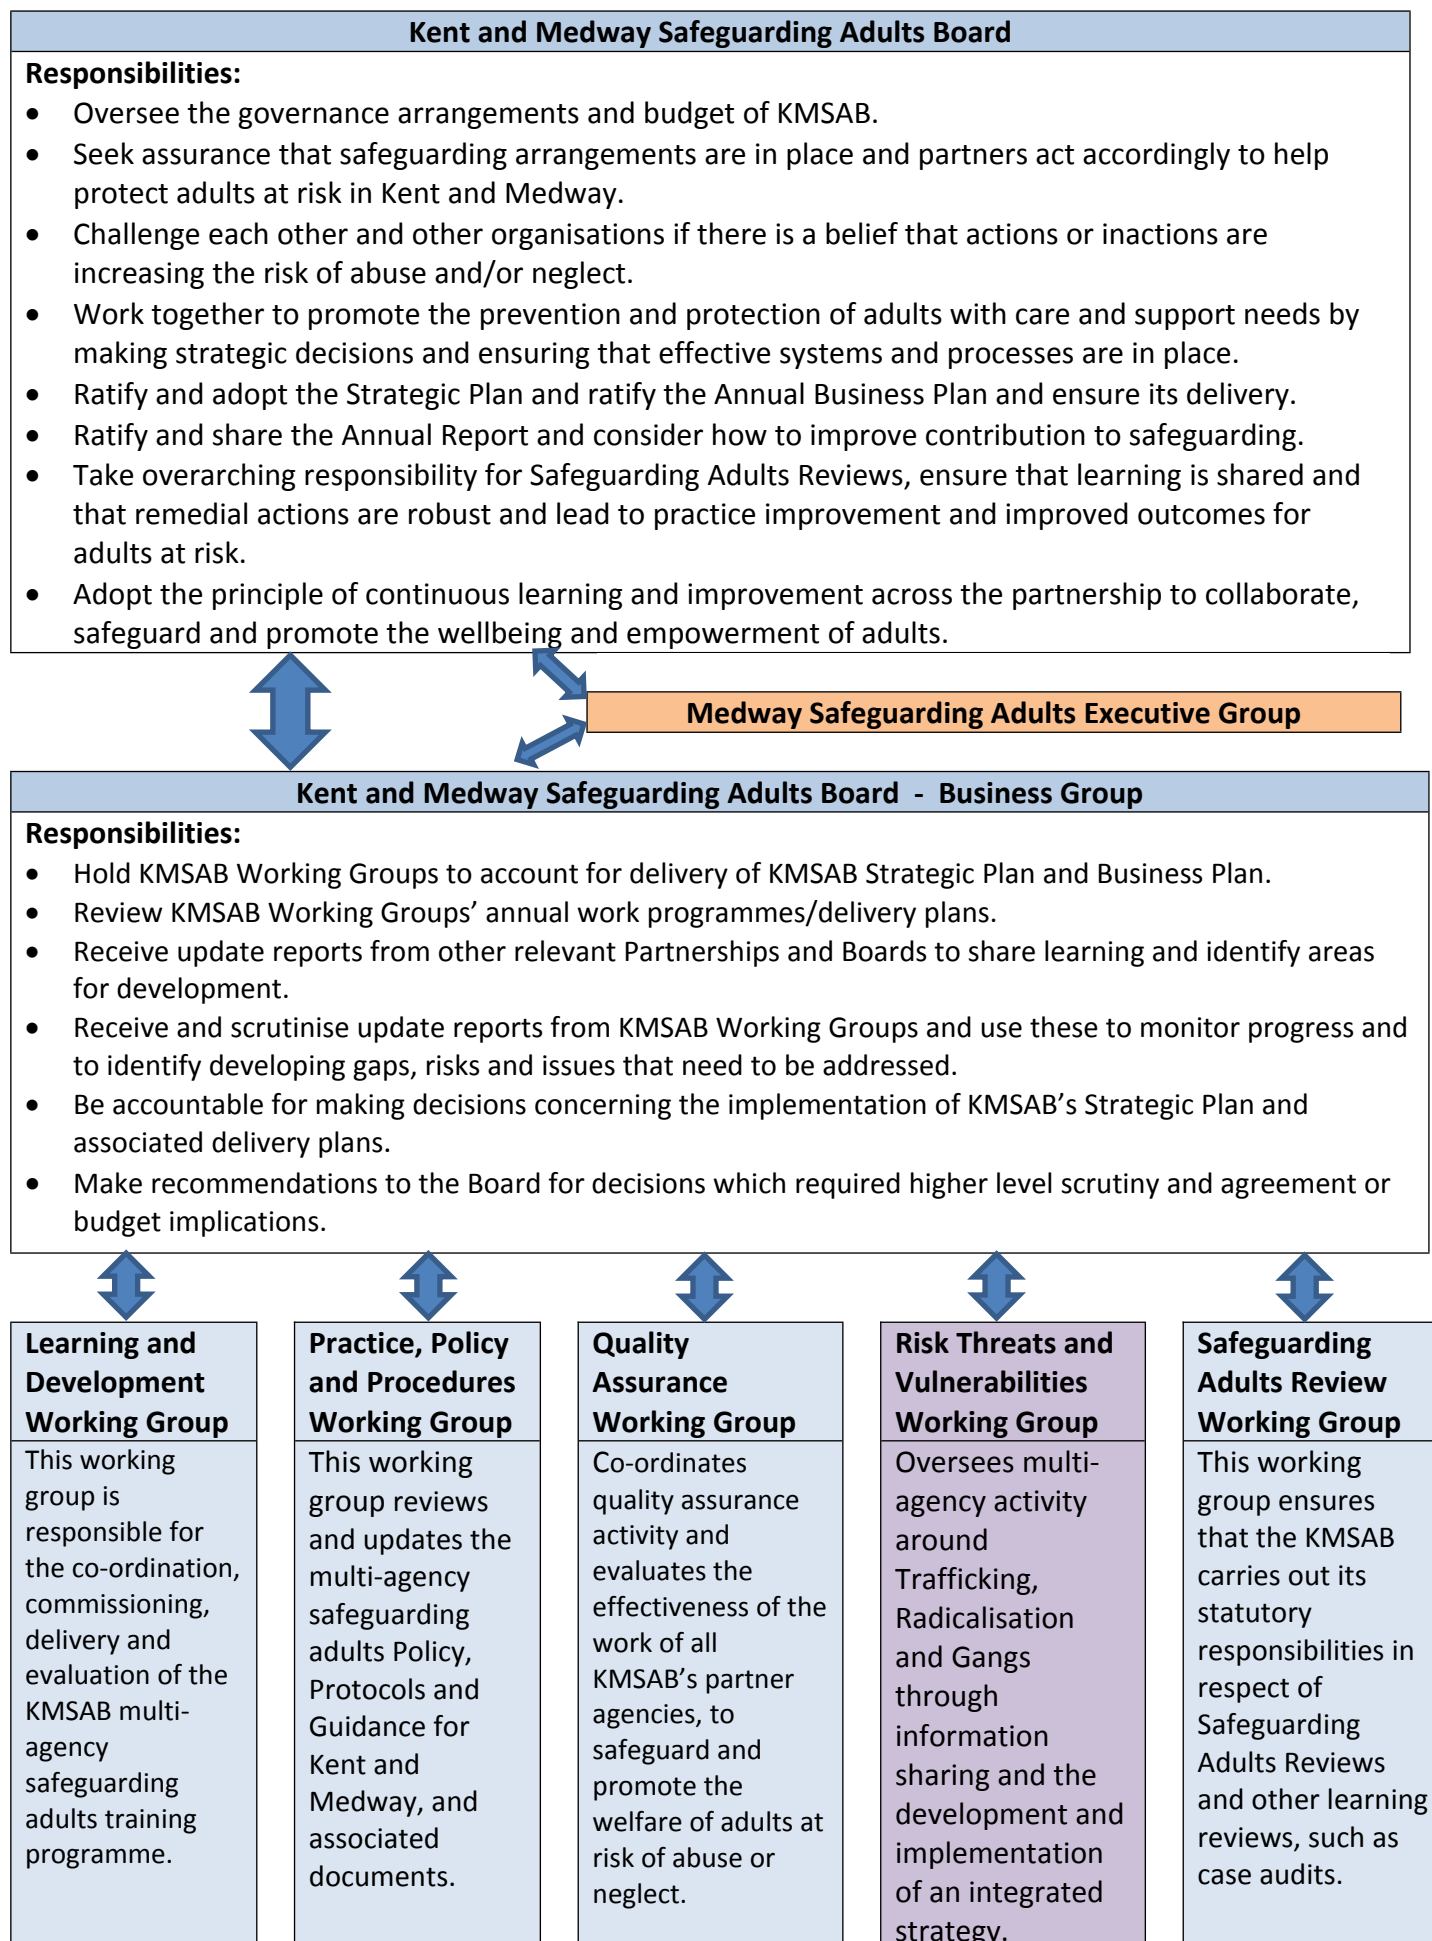 Kent and Medway Safeguarding Adults Board
Responsibilities:
• Oversee the governance arrangements and budget of KMSAB.
• Seek assurance that safeguarding arrangements are in place and partners act accordingly to help
protect adults at risk in Kent and Medway.
• Challenge each other and other organisations if there is a belief that actions or inactions are
increasing the risk of abuse and/or neglect.
• Work together to promote the prevention and protection of adults with care and support needs by
making strategic decisions and ensuring that effective systems and processes are in place.
• Ratify and adopt the Strategic Plan and ratify the Annual Business Plan and ensure its delivery.
• Ratify and share the Annual Report and consider how to improve contribution to safeguarding.
• Take overarching responsibility for Safeguarding Adults Reviews, ensure that learning is shared and
that remedial actions are robust and lead to practice improvement and improved outcomes for
adults at risk.
• Adopt the principle of continuous learning and improvement across the partnership to collaborate,
safeguard and promote the wellbeing and empowerment of adults.
Medway Safeguarding Adults Executive Group
Kent and Medway Safeguarding Adults Board - Business Group
Responsibilities:
• Hold KMSAB Working Groups to account for delivery of KMSAB Strategic Plan and Business Plan.
• Review KMSAB Working Groups’ annual work programmes/delivery plans.
• Receive update reports from other relevant Partnerships and Boards to share learning and identify areas
for development.
• Receive and scrutinise update reports from KMSAB Working Groups and use these to monitor progress and
to identify developing gaps, risks and issues that need to be addressed.
• Be accountable for making decisions concerning the implementation of KMSAB’s Strategic Plan and
associated delivery plans.
• Make recommendations to the Board for decisions which required higher level scrutiny and agreement or
budget implications.
Learning and
Development
Working Group
This working
group is
responsible for
the co-ordination,
commissioning,
delivery and
evaluation of the
KMSAB multi-
agency
safeguarding
adults training
programme.
Practice, Policy
and Procedures
Working Group
This working
group reviews
and updates the
multi-agency
safeguarding
adults Policy,
Protocols and
Guidance for
Kent and
Medway, and
associated
documents.
Quality
Assurance
Working Group
Co-ordinates
quality assurance
activity and
evaluates the
effectiveness of the
work of all
KMSAB’s partner
agencies, to
safeguard and
promote the
welfare of adults at
risk of abuse or
neglect.
Risk Threats and
Vulnerabilities
Working Group
Oversees multi-
agency activity
around
Trafficking,
Radicalisation
and Gangs
through
information
sharing and the
development and
implementation
of an integrated
strategy.
Safeguarding
Adults Review
Working Group
This working
group ensures
that the KMSAB
carries out its
statutory
responsibilities in
respect of
Safeguarding
Adults Reviews
and other learning
reviews, such as
case audits.